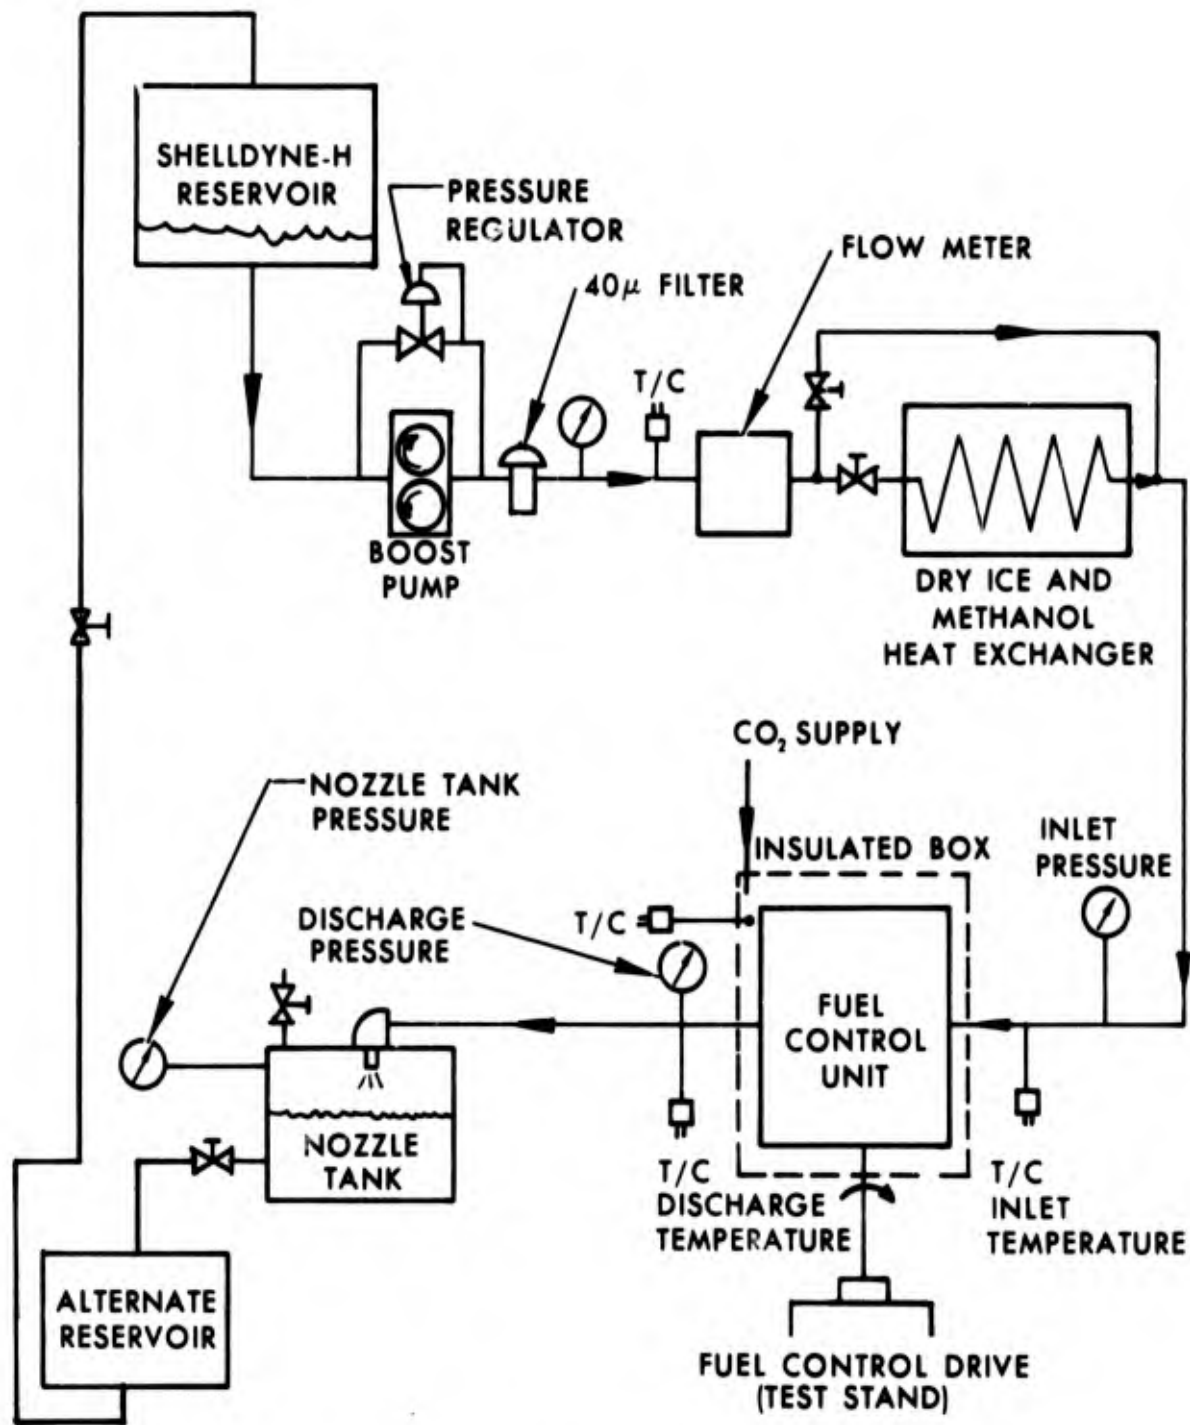 SHELLDYNE-H
RESERVOIR
PRESSURE
REGULATOR
40μ FILTER
FLOW METER
T/C
BOOST
PUMP
DRY ICE AND
METHANOL
HEAT EXCHANGER
CO₂ SUPPLY
NOZZLE TANK
PRESSURE
INSULATED BOX
INLET
PRESSURE
DISCHARGE
PRESSURE
T/C
FUEL
CONTROL
UNIT
NOZZLE
TANK
T/C
DISCHARGE
TEMPERATURE
T/C
INLET
TEMPERATURE
ALTERNATE
RESERVOIR
FUEL CONTROL DRIVE
(TEST STAND)